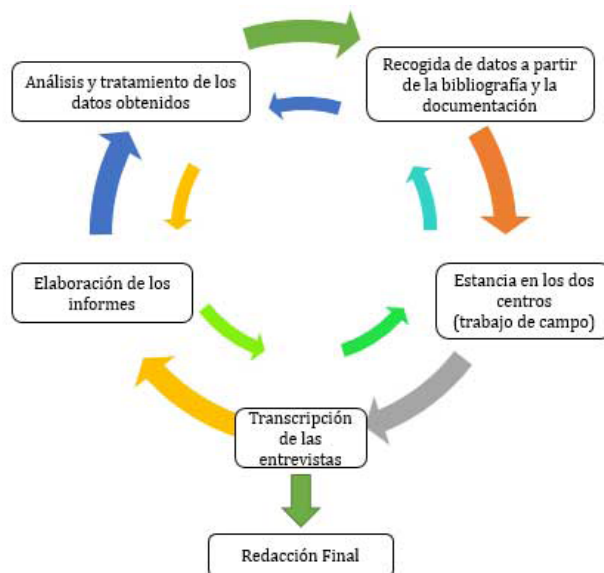 Análisis y tratamiento de los
datos obtenidos
Recogida de datos a partir
de la bibliografía y la
documentación
Elaboración de los
informes
Estancia en los dos
centros
(trabajo de campo)
Transcripción
de las
entrevistas
Redacción Final